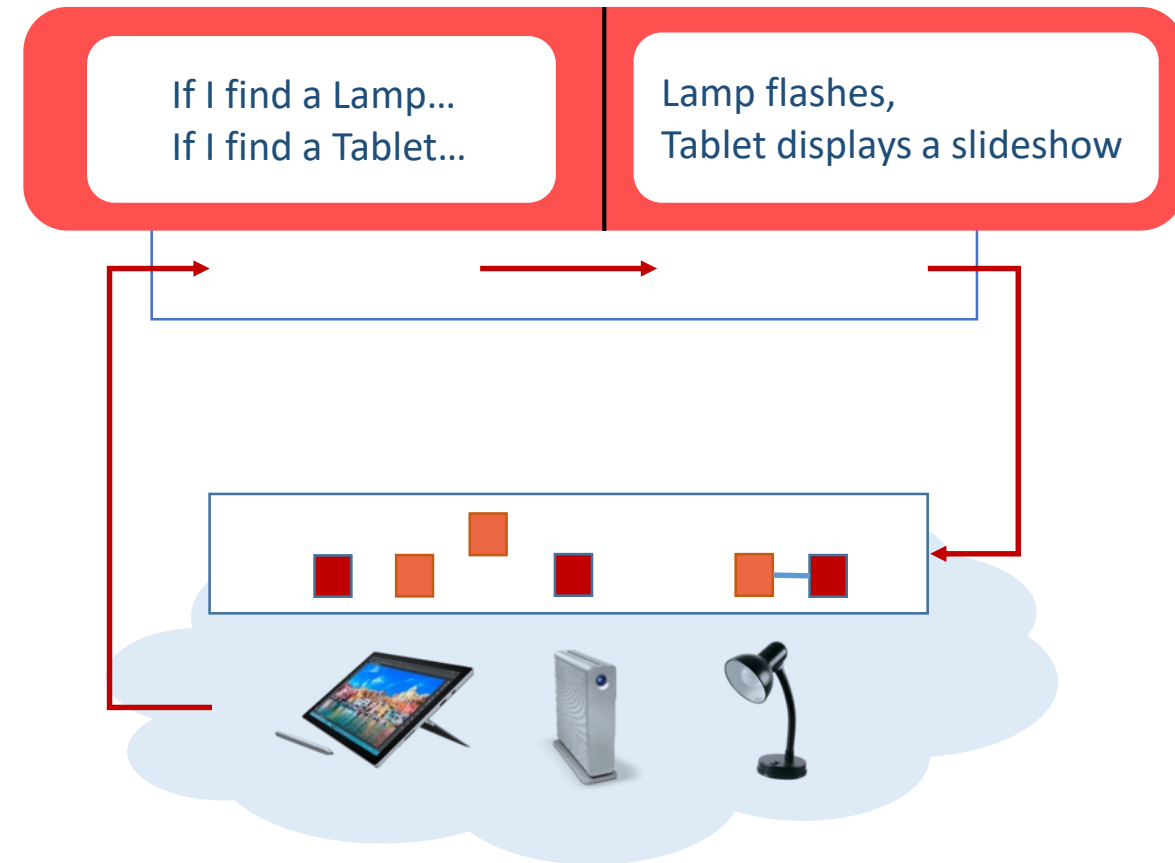 If I find a Lamp…
If I find a Tablet…
Lamp flashes,
Tablet displays a slideshow